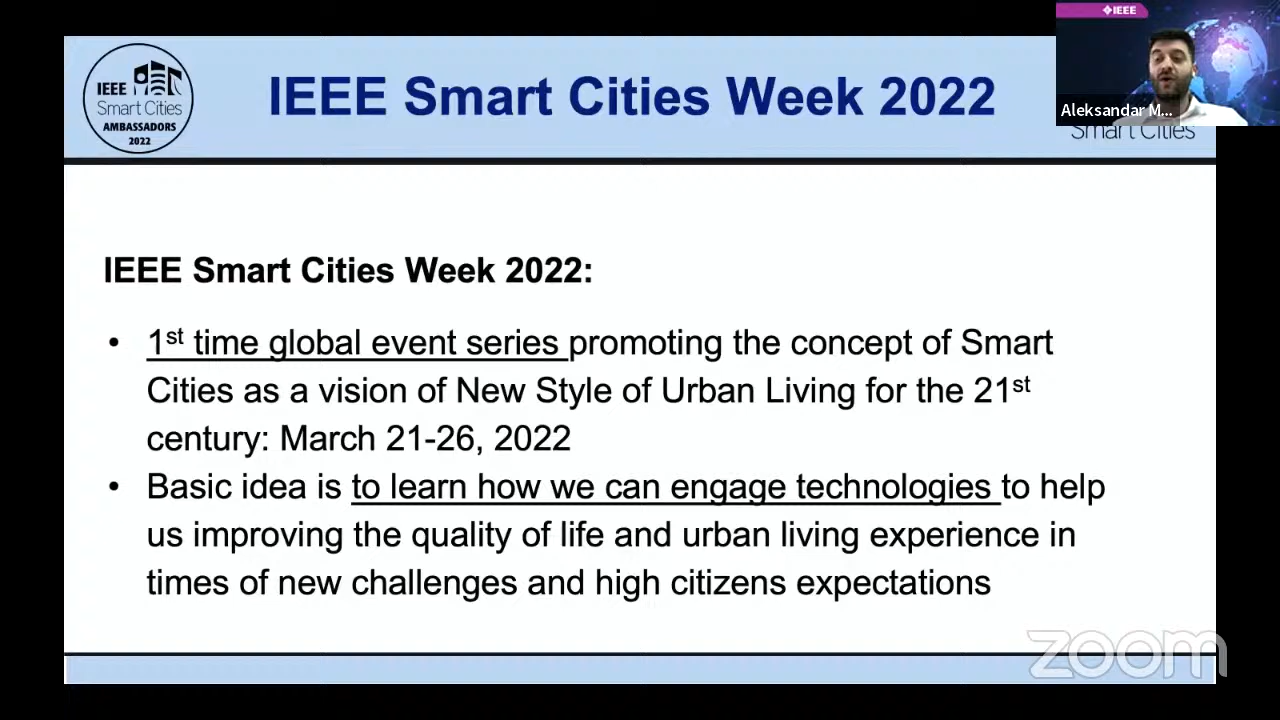 IEEE
Smart Cities
AMBASSADORS
2022
IEEE Smart Cities Week 2022
IEEE
Aleksandar M...
Smart Cities
IEEE Smart Cities Week 2022:
• 1st time global event series promoting the concept of Smart
Cities as a vision of New Style of Urban Living for the 21st
century: March 21-26, 2022
• Basic idea is to learn how we can engage technologies to help
us improving the quality of life and urban living experience in
times of new challenges and high citizens expectations
zoom